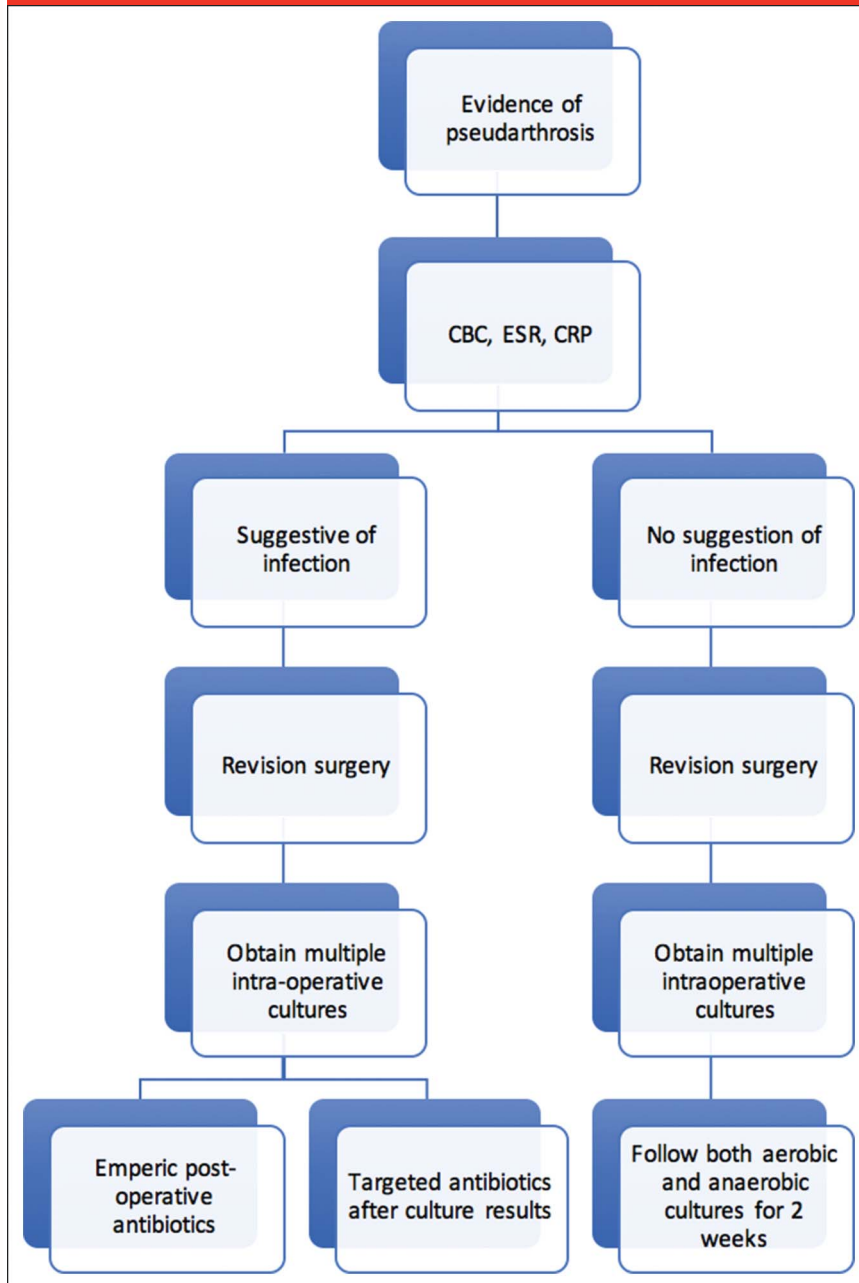 Evidence of
pseudarthrosis
CBC, ESR, CRP
Suggestive of
infection
No suggestion of
infection
Revision surgery
Revision surgery
Obtain multiple
intra-operative
cultures
Obtain multiple
intraoperative
cultures
Emperic post-
operative
antibiotics
Targeted antibiotics
after culture results
Follow both aerobic
and anaerobic
cultures for 2
weeks